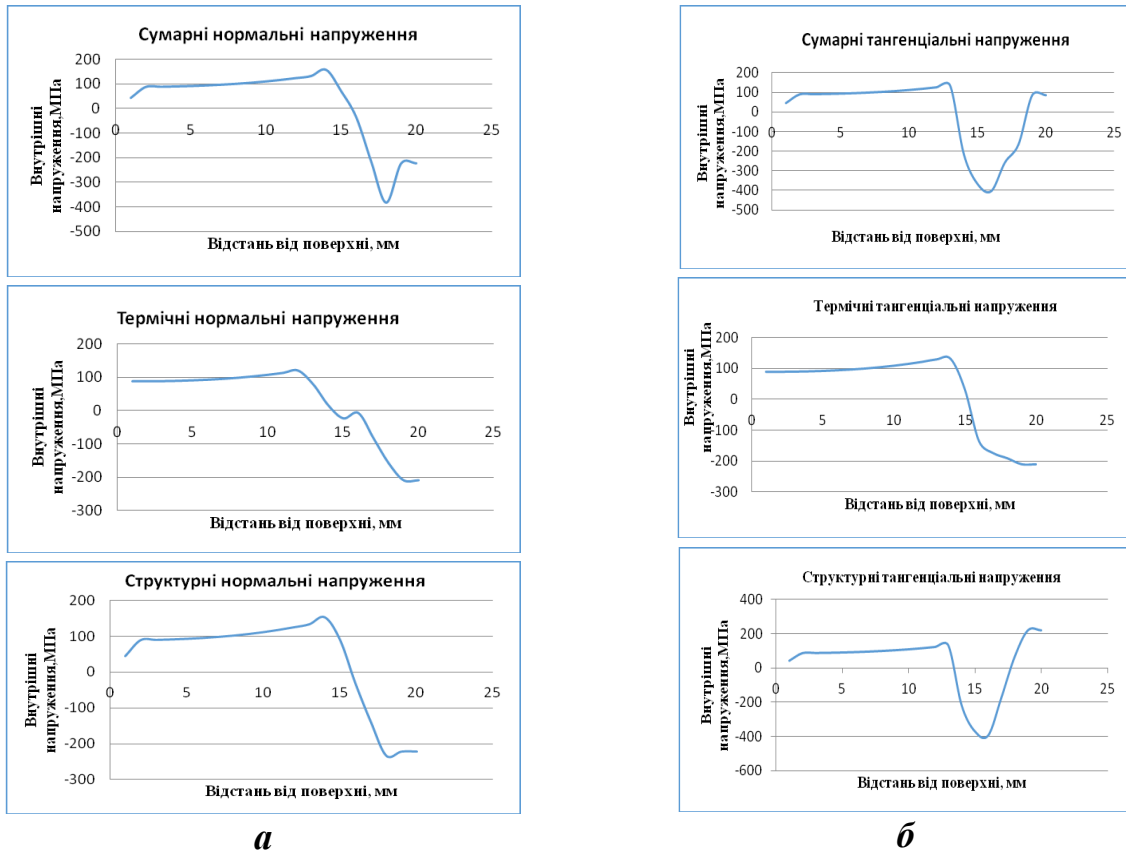 Сумарні нормальні напруження
Внутрішні
напруження,МПа
200
100
0
-100
-200
-300
-400
-500
0
5
10
15
20
25
Відстань від поверхні, мм
Термічні нормальні напруження
Внутрішні
напруження,МПа
200
100
0
-100
-200
-300
0
5
10
15
20
25
Відстань від поверхні, мм
Структурні нормальні напруження
Внутрішні
напруження,МПа
200
100
0
-100
-200
-300
0
5
10
15
20
25
Відстань від поверхні, мм
а
Сумарні тангенціальні напруження
Внутрішні
напруження,МПа
200
100
0
-100
-200
-300
-400
-500
0
5
10
15
20
25
Відстань від поверхні, мм
Термічні тангенціальні напруження
Внутрішні
напруження,МПа
200
100
0
-100
-200
-300
0
5
10
15
20
25
Відстань від поверхні, мм
Структурні тангенціальні напруження
Внутрішні
напруження,МПа
400
200
0
-200
-400
-600
0
5
10
15
20
25
Відстань від поверхні, мм
б